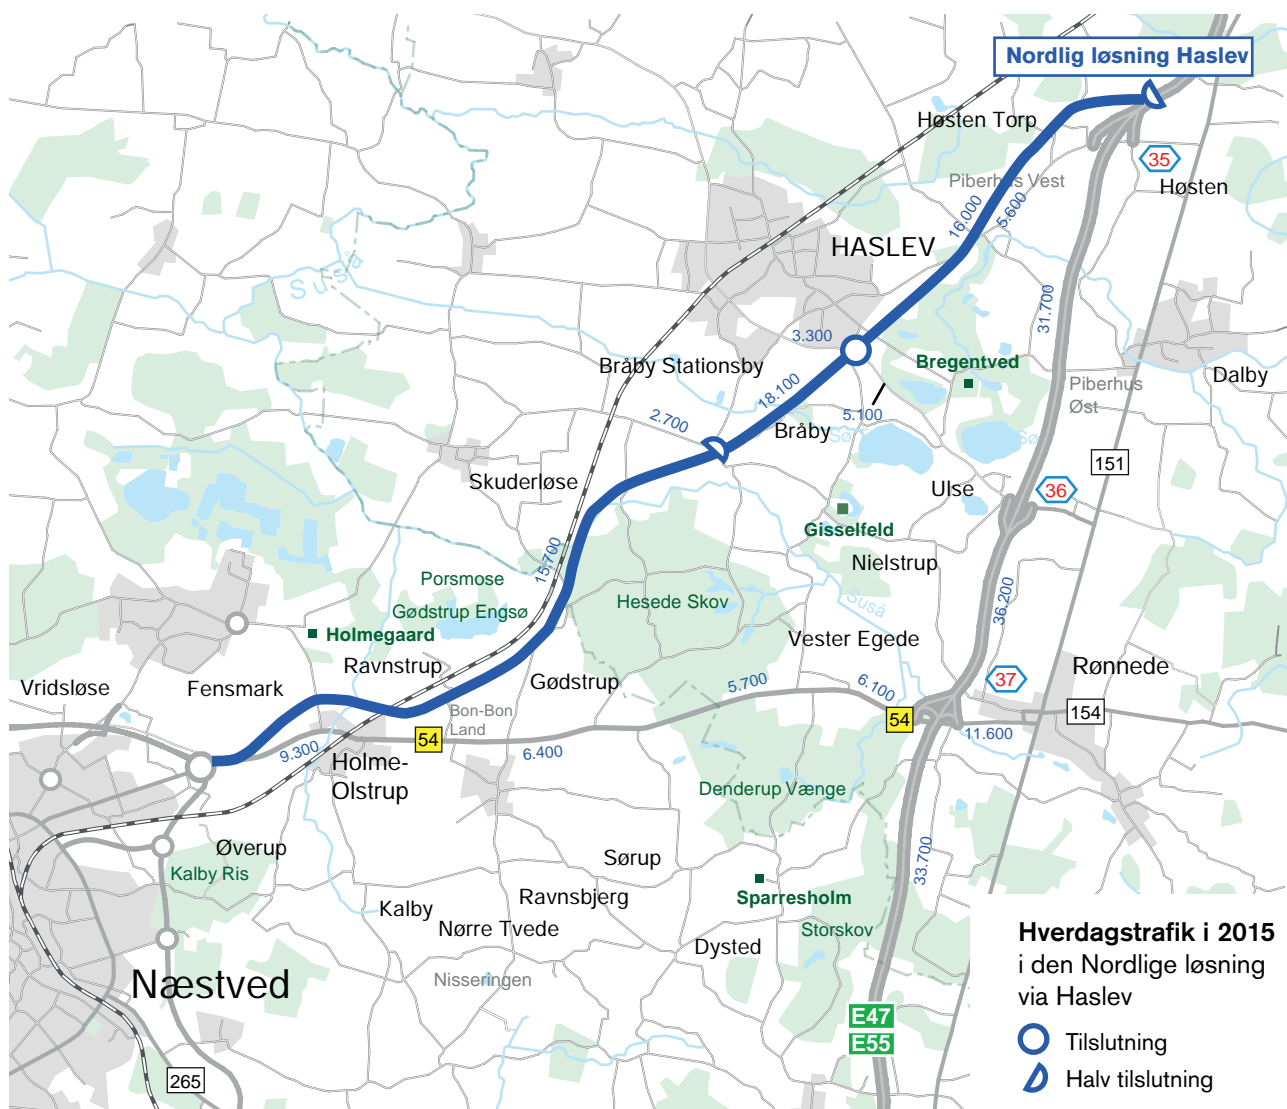 Nordlig løsning Haslev
Høsten Torp
35
Piberhus Vest
Høsten
16.000
5.600
HASLEV
Suså
31.700
3.300
Bråby Stationsby
Bregentved
Dalby
Piberhus
Øst
18.100
5.100
2.700
Bråby
Sø
Sø
151
Skuderløse
Ulse
36
Gisselfeld
15.700
Nielstrup
Porsmose
Hesede Skov
Suså
36.200
Gødstrup Engsø
Holmegaard
Vester Egede
Ravnstrup
Rønnede
Vridsløse
Fensmark
Gødstrup
5.700
6.100
37
Bon-Bon
Land
54
54
154
9.300
6.400
11.600
Holme-
Olstrup
Denderup Vænge
Øverup
Sørup
33.700
Kalby Ris
Sparresholm
Ravnsbjerg
Kalby
Nørre Tvede
Storskov
Dysted
Nisseringen
Næstved
E47
E55
265
Hverdagstrafik i 2015
i den Nordlige løsning
via Haslev
Tilslutning
Halv tilslutning